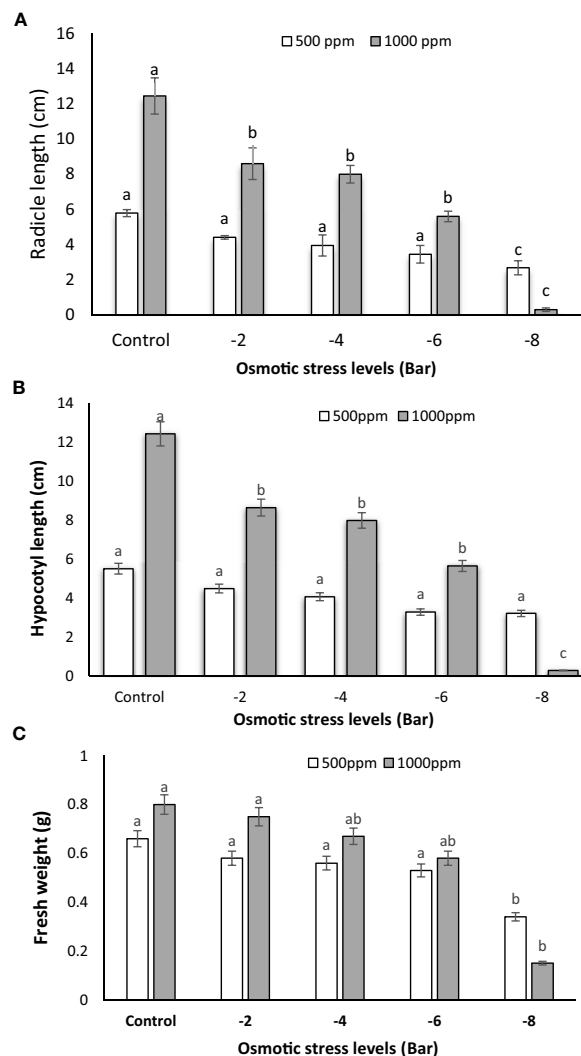 A
500 ppm 1000 ppm
Radicle length (cm)
16
14
12
10
8
6
4
2
0
a a
a b
a b
a b
c c
Control -2 -4 -6 -8
Osmotic stress levels (Bar)
B
500ppm 1000ppm
Hypocotyl length (cm)
14
12
10
8
6
4
2
0
a a
a b
a b
a b
a c
Control -2 -4 -6 -8
Osmotic stress levels (Bar)
C
500ppm 1000ppm
Fresh weight (g)
1
0.8
0.6
0.4
0.2
0
a a
a a
a ab
a ab
b b
Control -2 -4 -6 -8
Osmotic stress levels (Bar)